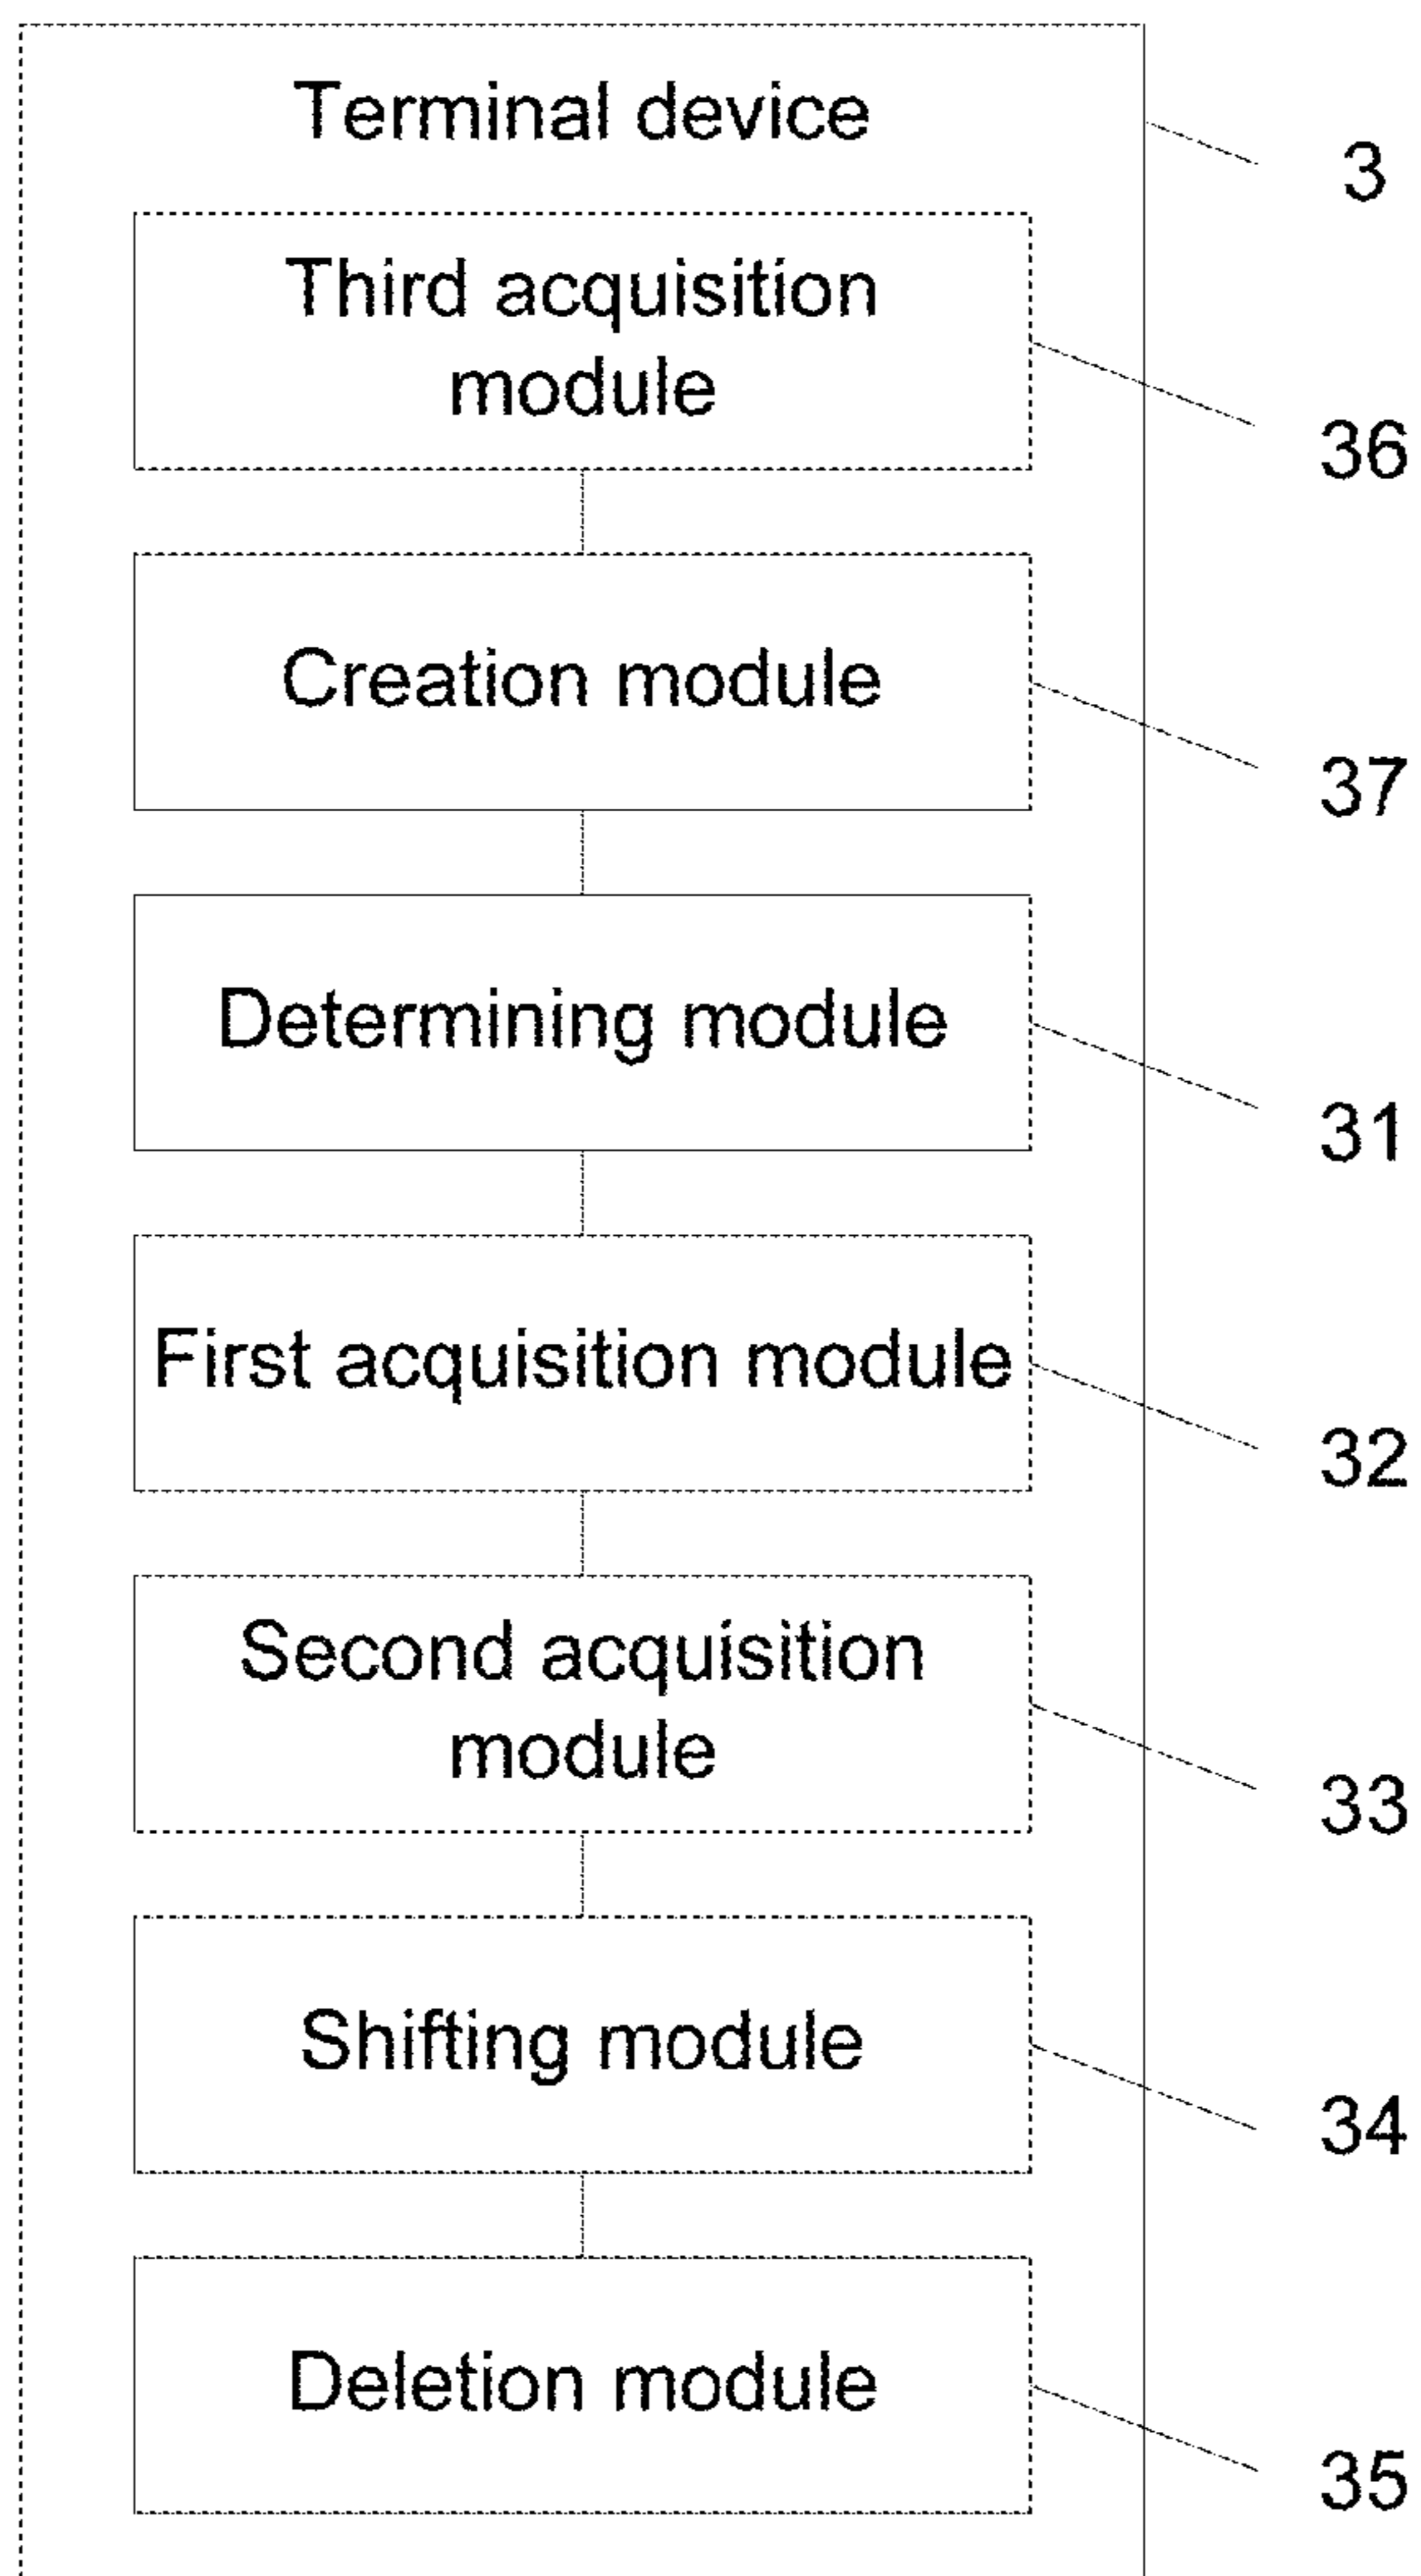 Terminal device
3
Third acquisition
module
36
Creation module
37
Determining module
31
First acquisition module
32
Second acquisition
module
33
Shifting module
34
Deletion module
35